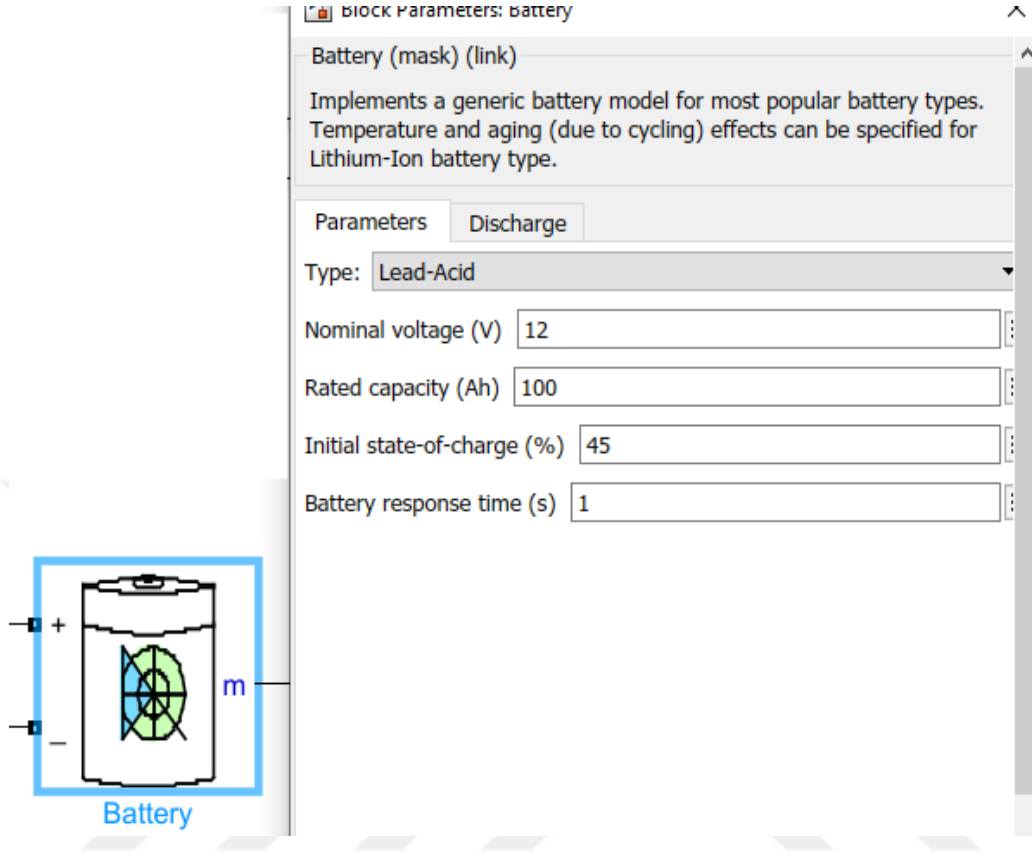 Block Parameters: Battery
Battery (mask) (link)
Implements a generic battery model for most popular battery types.
Temperature and aging (due to cycling) effects can be specified for
Lithium-Ion battery type.
Parameters Discharge
Type: Lead-Acid
Nominal voltage (V) 12
Rated capacity (Ah) 100
Initial state-of-charge (%) 45
Battery response time (s) 1
+
m
_
Battery